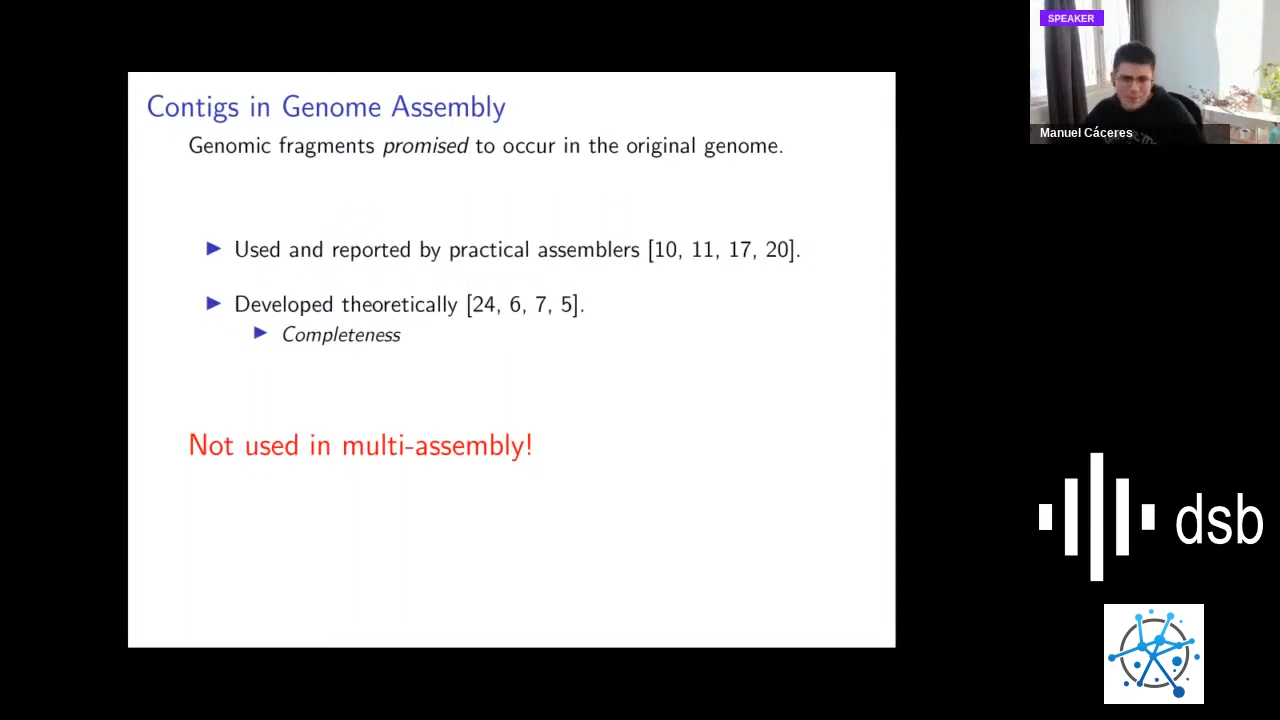 SPEAKER
Manuel Cáceres
Contigs in Genome Assembly
Genomic fragments promised to occur in the original genome.
Used and reported by practical assemblers [10, 11, 17, 20].
Developed theoretically [24, 6, 7, 5].
Completeness
Not used in multi-assembly!
dsb